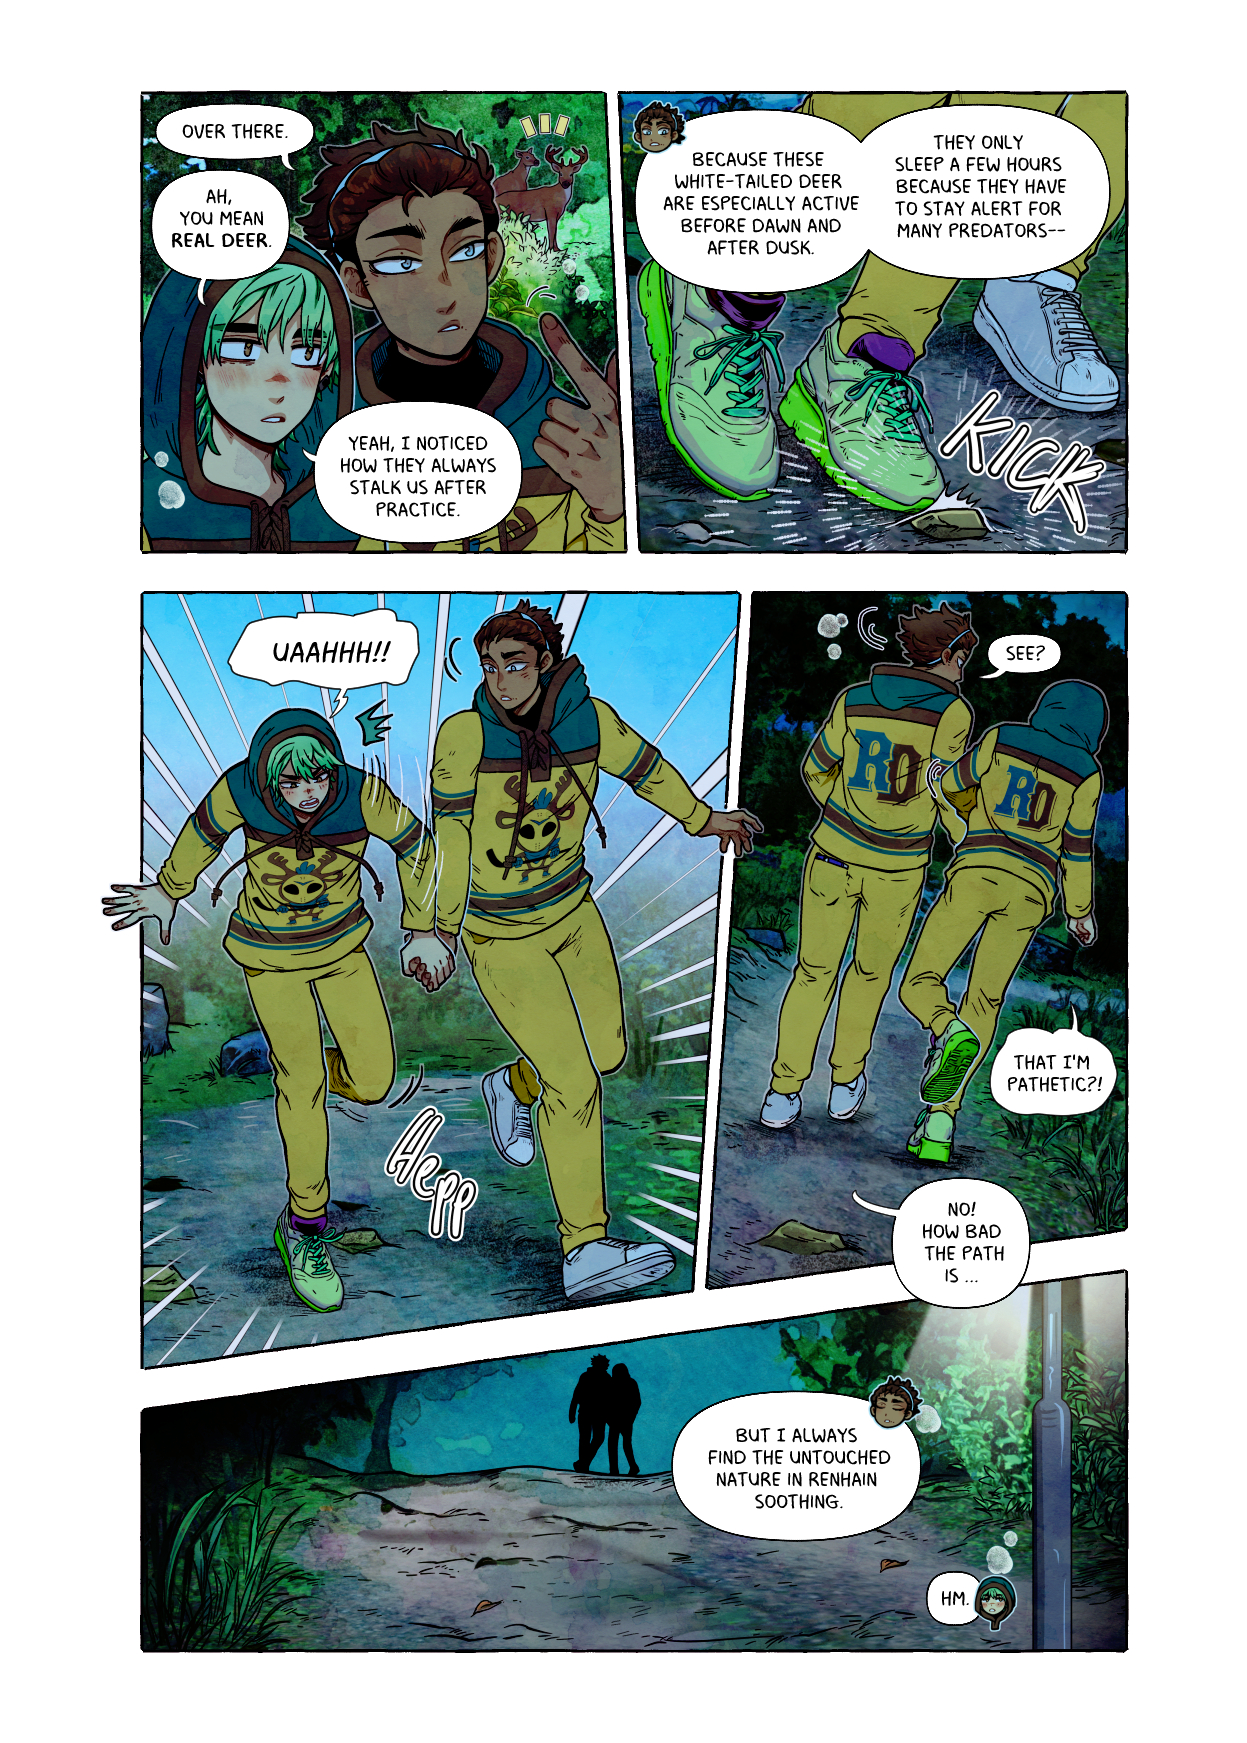 OVER THERE.
AH,
YOU MEAN
REAL DEER.
YEAH, I NOTICED
HOW THEY ALWAYS
STALK US AFTER
PRACTICE.
BECAUSE THESE
WHITE-TAILED DEER
ARE ESPECIALLY ACTIVE
BEFORE DAWN AND
AFTER DUSK.
THEY ONLY
SLEEP A FEW HOURS
BECAUSE THEY HAVE
TO STAY ALERT FOR
MANY PREDATORS--
KICK
UAAHHH!!
HEPP
SEE?
RO
RO
THAT I'M
PATHETIC?!
NO!
HOW BAD
THE PATH
IS ...
BUT I ALWAYS
FIND THE UNTOUCHED
NATURE IN RENHAIN
SOOTHING.
HM.